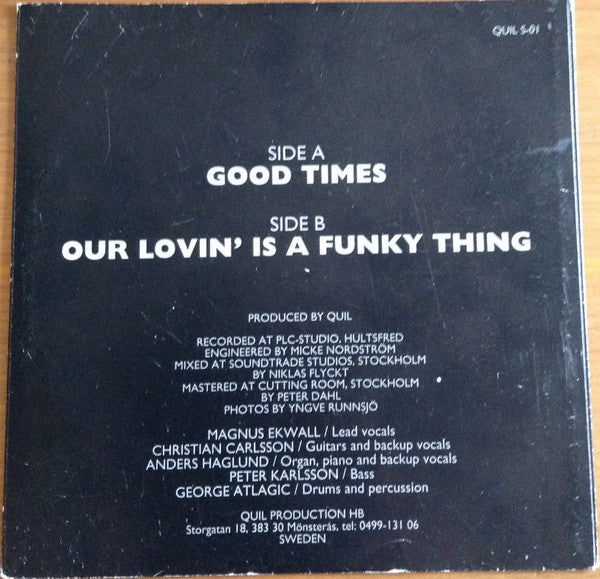 QUIL S-01
SIDE A
GOOD TIMES
SIDE B
OUR LOVIN' IS A FUNKY THING
PRODUCED BY QUIL
RECORDED AT PLC-STUDIO, HULTSFRED
ENGINEERED BY MICKE NORDSTRÖM
MIXED AT SOUNDTRADE STUDIOS, STOCKHOLM
BY NIKLAS FLYCKT
MASTERED AT CUTTING ROOM, STOCKHOLM
BY PETER DAHL
PHOTOS BY YNGVE RUNNSJÖ
MAGNUS EKWALL / Lead vocals
CHRISTIAN CARLSSON / Guitars and backup vocals
ANDERS HAGLUND / Organ, piano and backup vocals
PETER KARLSSON / Bass
GEORGE ATLAGIC / Drums and percussion
QUIL PRODUCTION HB
Storgatan 18, 383 30 Mönsterås, tel: 0499-131 06
SWEDEN